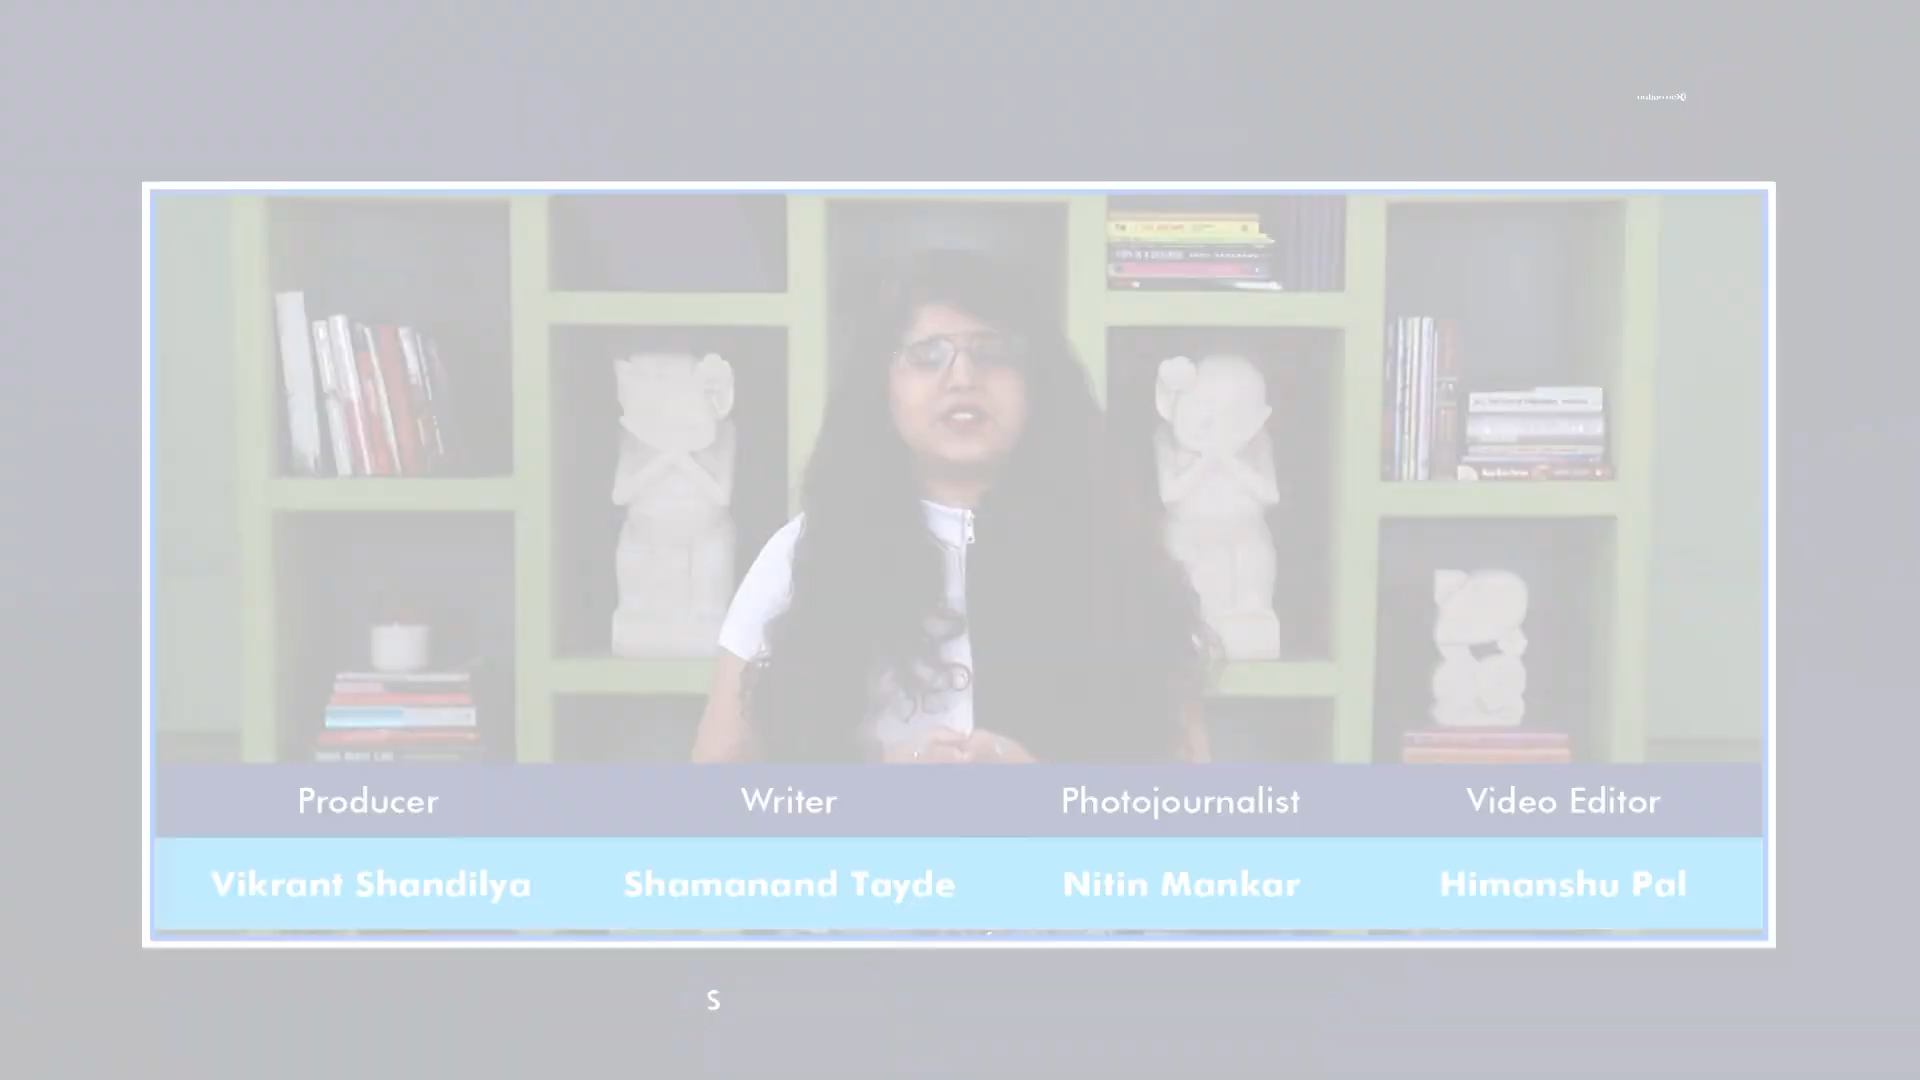 Producer Writer Photojournalist Video Editor
Vikrant Shandilya Shamanand Tayde Nitin Mankar Himanshu Pal
S